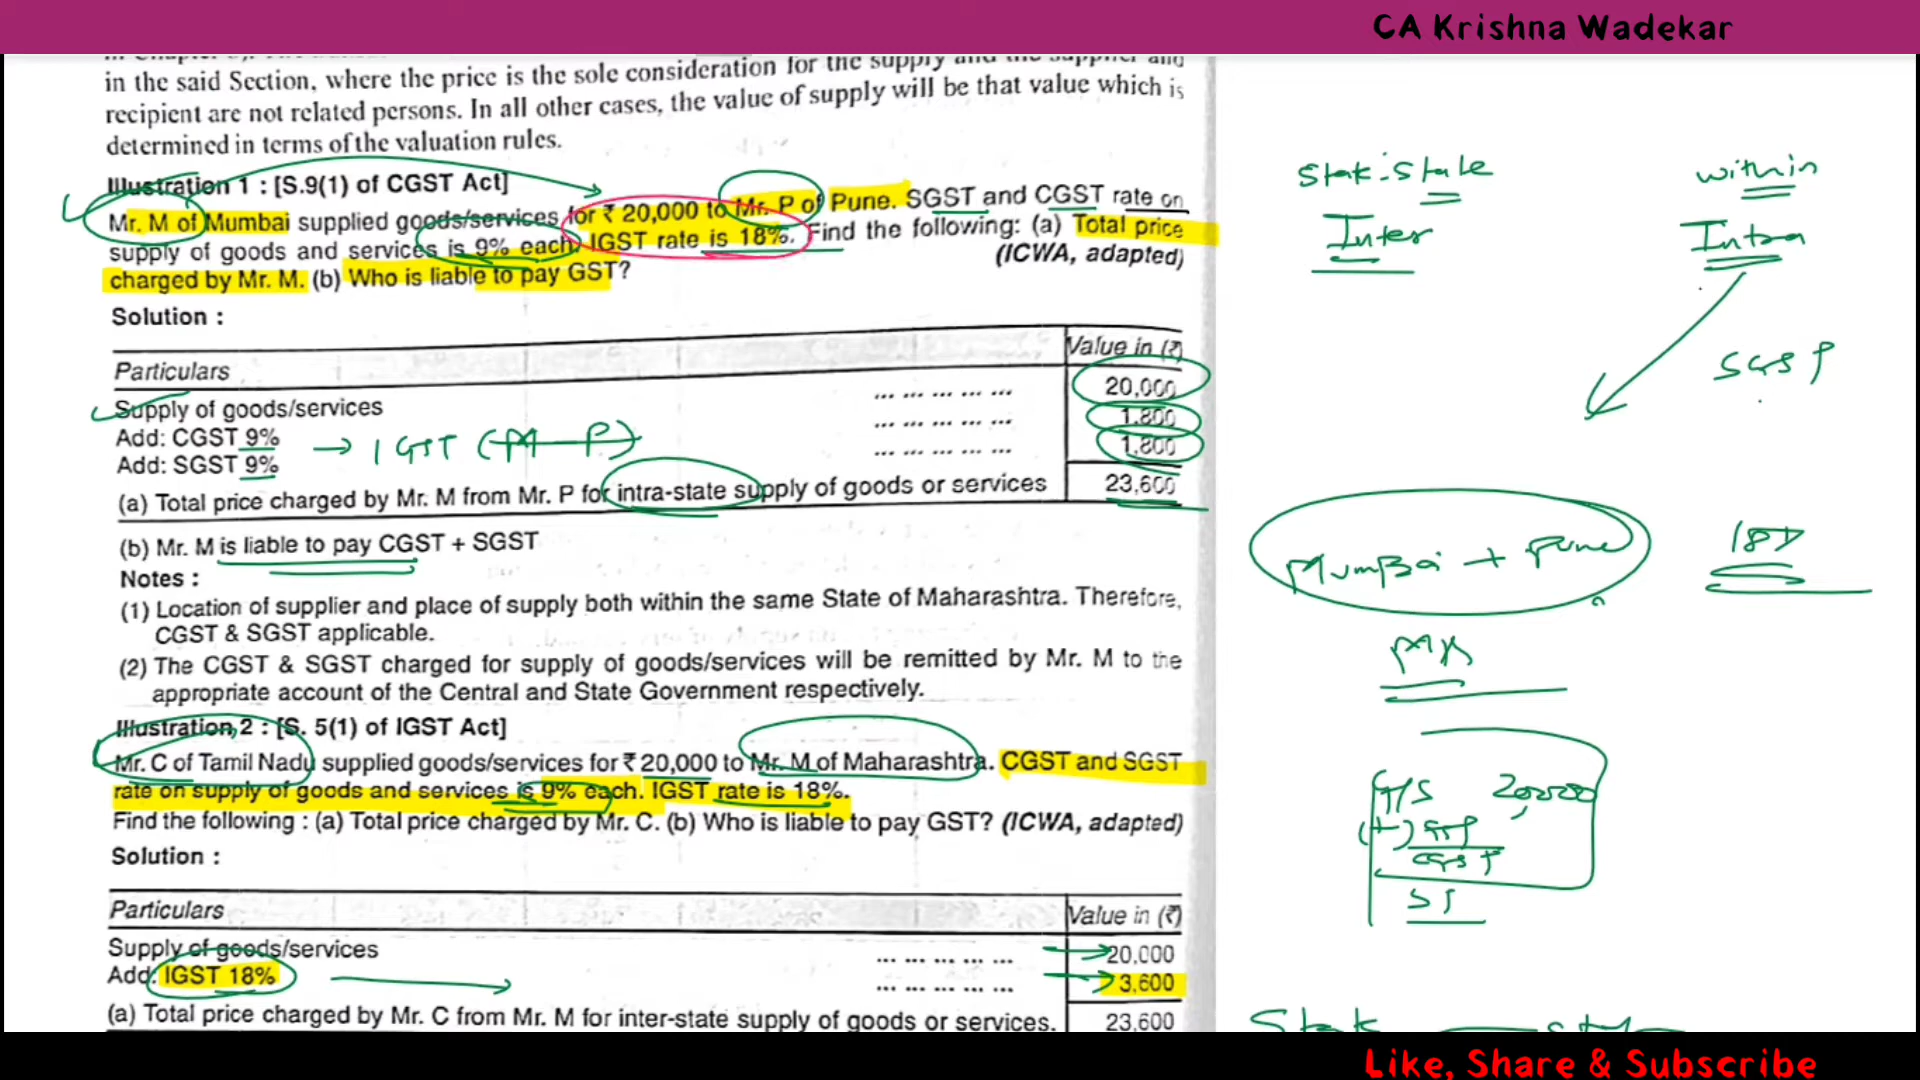 CA Krishna Wadekar
in the said Section, where the price is the sole consideration for the supply and the supplier and
recipient are not related persons. In all other cases, the value of supply will be that value which is
determined in terms of the valuation rules.
Illustration 1 : [S.9(1) of CGST Act]
Mr. M of Mumbai supplied goods/services for ₹ 20,000 to Mr. P of Pune. SGST and CGST rate on
supply of goods and services is 9% each. IGST rate is 18%. Find the following: (a) Total price
charged by Mr. M. (b) Who is liable to pay GST? (ICWA, adapted)
Solution :
Particulars Value in (₹)
Supply of goods/services ... ... ... ... ... 20,000
Add: CGST 9% ... ... ... ... ... 1,800
Add: SGST 9% ... ... ... ... ... 1,800
→ IGST (M - P)
(a) Total price charged by Mr. M from Mr. P for intra-state supply of goods or services 23,600
(b) Mr. M is liable to pay CGST + SGST
Notes :
(1) Location of supplier and place of supply both within the same State of Maharashtra. Therefore,
CGST & SGST applicable.
(2) The CGST & SGST charged for supply of goods/services will be remitted by Mr. M to the
appropriate account of the Central and State Government respectively.
Illustration 2 : [S. 5(1) of IGST Act]
Mr. C of Tamil Nadu supplied goods/services for ₹ 20,000 to Mr. M of Maharashtra. CGST and SGST
rate on supply of goods and services is 9% each. IGST rate is 18%.
Find the following : (a) Total price charged by Mr. C. (b) Who is liable to pay GST? (ICWA, adapted)
Solution :
Particulars Value in (₹)
Supply of goods/services ... ... ... ... ... 20,000
Add: IGST 18% ... ... ... ... ... 3,600
(a) Total price charged by Mr. C from Mr. M for inter-state supply of goods or services. 23,600
State-State within
Inter Intra
SGST
Mumbai + Pune
MH
G/S
(+)
CGST
State
Like, Share & Subscribe